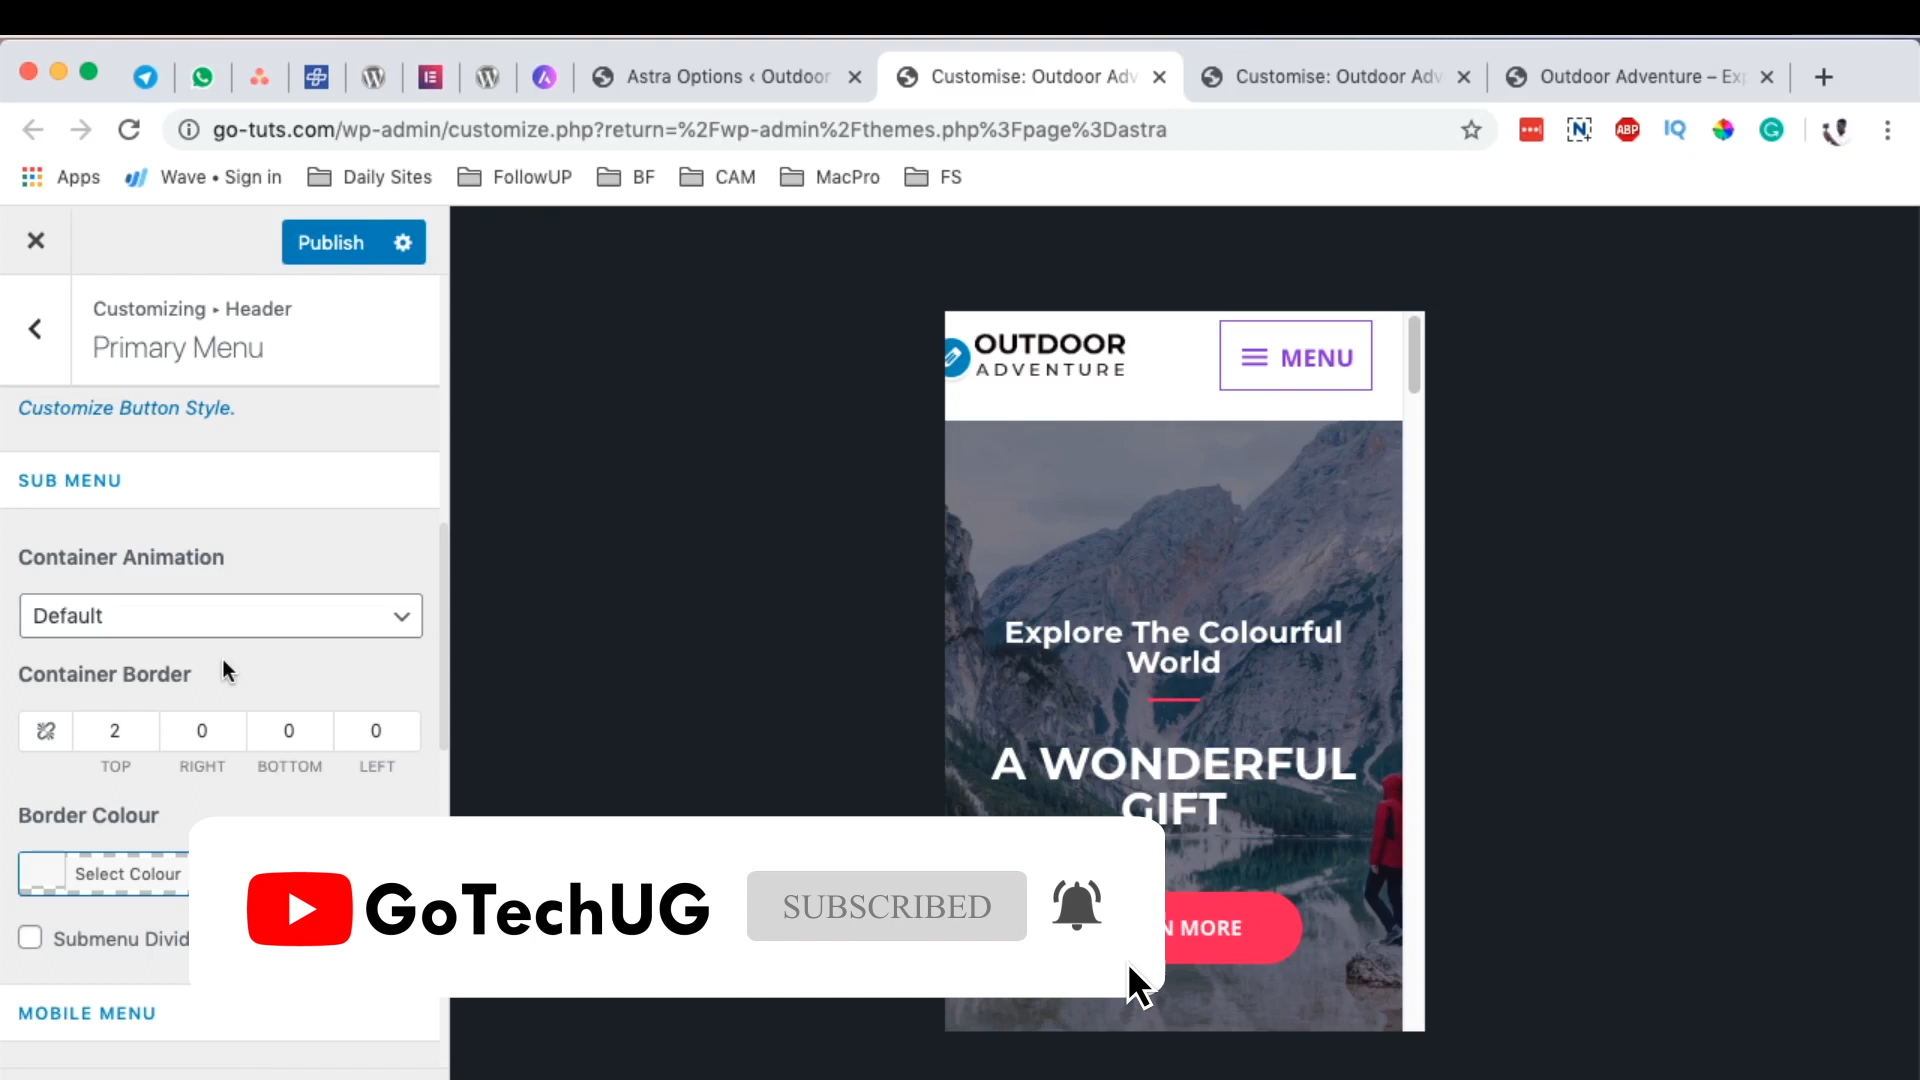 Astra Options ‹ Outdoor
Customise: Outdoor Adv
Customise: Outdoor Adv
Outdoor Adventure – Ex
go-tuts.com/wp-admin/customize.php?return=%2Fwp-admin%2Fthemes.php%3Fpage%3Dastra
N
ABP
IQ
Apps
Wave • Sign in
Daily Sites
FollowUP
BF
CAM
MacPro
FS
Publish
Customizing ▸ Header
Primary Menu
Customize Button Style.
SUB MENU
Container Animation
Default
Container Border
2 0 0 0
TOP RIGHT BOTTOM LEFT
Border Colour
Select Colour
Submenu Divid
MOBILE MENU
OUTDOOR
ADVENTURE
MENU
Explore The Colourful
World
A WONDERFUL
GIFT
N MORE
GoTechUG
SUBSCRIBED